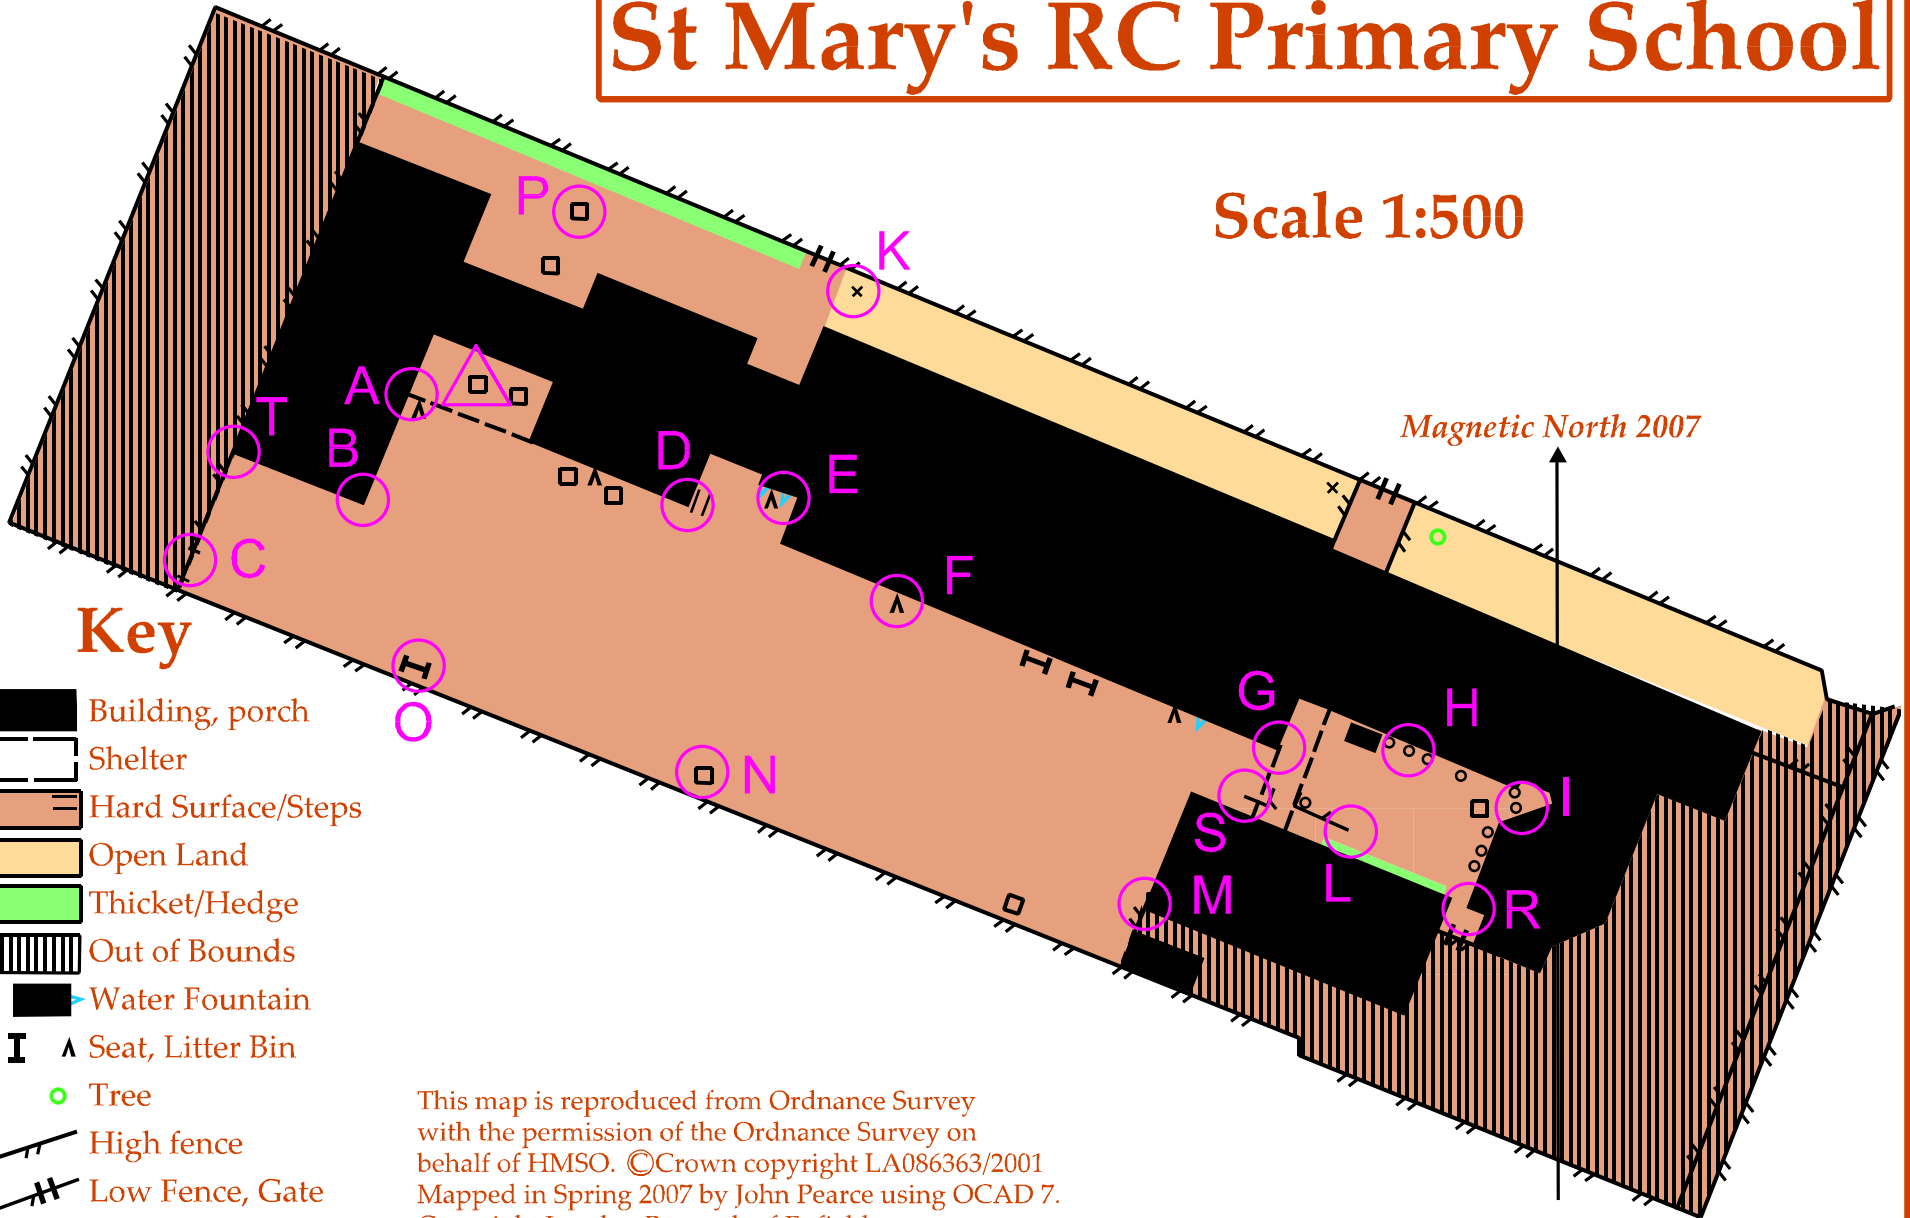 St Mary's RC Primary School
Scale 1:500
P
K
A
T
B
D
E
C
Magnetic North 2007
F
O
N
G
H
I
S
L
M
R
Key
Building, porch
Shelter
Hard Surface/Steps
Open Land
Thicket/Hedge
Out of Bounds
Water Fountain
Seat, Litter Bin
Tree
High fence
Low Fence, Gate
This map is reproduced from Ordnance Survey
with the permission of the Ordnance Survey on
behalf of HMSO. ©Crown copyright LA086363/2001
Mapped in Spring 2007 by John Pearce using OCAD 7.